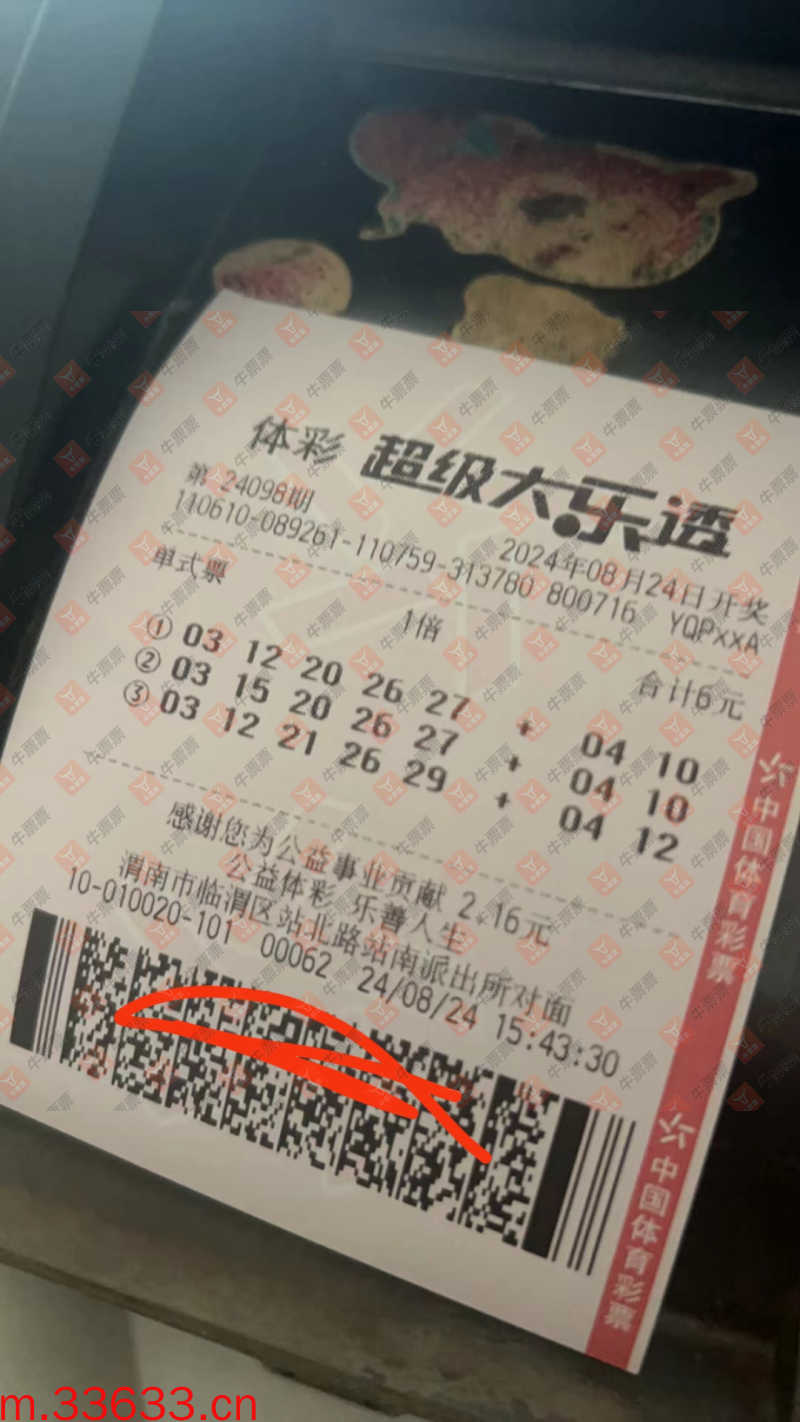 体彩 超级大乐透
第 24098期 2024年08月24日开奖
110610-089261-110759-313780 800716 YQPxxA
单式票 1倍 合计6元
① 03 12 20 26 27 + 04 10
② 03 15 20 26 27 + 04 10
③ 03 12 21 26 29 + 04 12
感谢您为公益事业贡献 2.16元
公益体彩 乐善人生
渭南市临渭区站北路站南派出所对面
10-010020-101 00062 24/08/24 15:43:30
中国体育彩票
中国体育彩票
牛票票
m.33633.cn